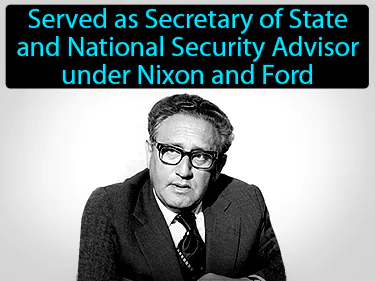 Served as Secretary of State
and National Security Advisor
under Nixon and Ford